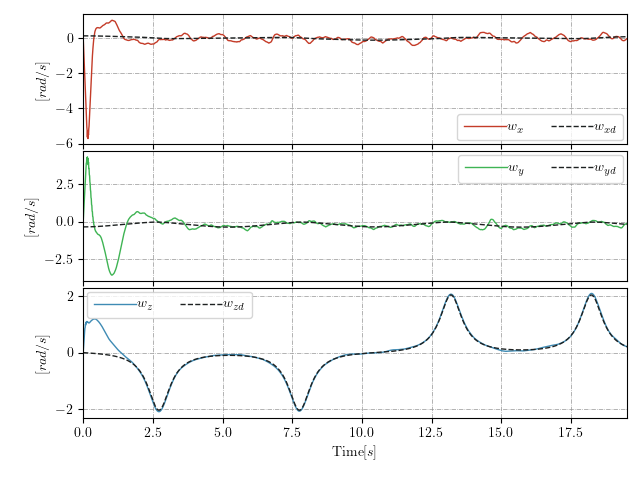 0
−2
−4
−6
[rad/s]
w_x w_xd
2.5
0.0
−2.5
[rad/s]
w_y w_yd
2
0
−2
[rad/s]
w_z w_zd
0.0 2.5 5.0 7.5 10.0 12.5 15.0 17.5
Time[s]